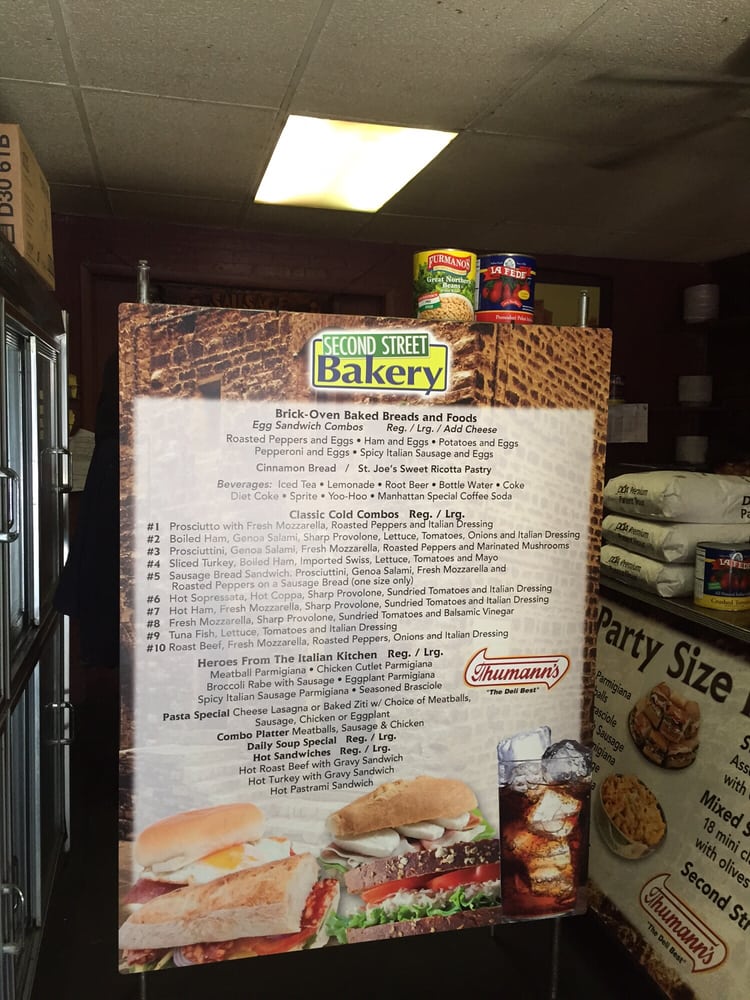 D30 61B
SAUSAGE
FURMANO'S
Great Northern
Beans
LA FEDE
SECOND STREET
Bakery
Brick-Oven Baked Breads and Foods
Egg Sandwich Combos Reg. / Lrg. / Add Cheese
Roasted Peppers and Eggs • Ham and Eggs • Potatoes and Eggs
Pepperoni and Eggs • Spicy Italian Sausage and Eggs
Cinnamon Bread / St. Joe's Sweet Ricotta Pastry
Beverages: Iced Tea • Lemonade • Root Beer • Bottle Water • Coke
Diet Coke • Sprite • Yoo-Hoo • Manhattan Special Coffee Soda
Classic Cold Combos Reg. / Lrg.
#1 Prosciutto with Fresh Mozzarella, Roasted Peppers and Italian Dressing
#2 Boiled Ham, Genoa Salami, Sharp Provolone, Lettuce, Tomatoes, Onions and Italian Dressing
#3 Prosciuttini, Genoa Salami, Fresh Mozzarella, Roasted Peppers and Marinated Mushrooms
#4 Sliced Turkey, Boiled Ham, Imported Swiss, Lettuce, Tomatoes and Mayo
#5 Sausage Bread Sandwich. Prosciuttini, Genoa Salami, Fresh Mozzarella and
Roasted Peppers on a Sausage Bread (one size only)
#6 Hot Sopressata, Hot Coppa, Sharp Provolone, Sundried Tomatoes and Italian Dressing
#7 Hot Ham, Fresh Mozzarella, Sharp Provolone, Sundried Tomatoes and Italian Dressing
#8 Fresh Mozzarella, Sharp Provolone, Sundried Tomatoes and Balsamic Vinegar
#9 Tuna Fish, Lettuce, Tomatoes and Italian Dressing
#10 Roast Beef, Fresh Mozzarella, Roasted Peppers, Onions and Italian Dressing
Heroes From The Italian Kitchen Reg. / Lrg.
Meatball Parmigiana • Chicken Cutlet Parmigiana
Broccoli Rabe with Sausage • Eggplant Parmigiana
Spicy Italian Sausage Parmigiana • Seasoned Brasciole
Pasta Special Cheese Lasagna or Baked Ziti w/ Choice of Meatballs,
Sausage, Chicken or Eggplant
Combo Platter Meatballs, Sausage & Chicken
Daily Soup Special Reg. / Lrg.
Hot Sandwiches Reg. / Lrg.
Hot Roast Beef with Gravy Sandwich
Hot Turkey with Gravy Sandwich
Hot Pastrami Sandwich
Thumann's
"The Deli Best"
Premium
Premium
Premium
LA FEDE
Crushed
Party Size
Parmigiana
Sausage
Ass
with
Mixed S
18 mini
with olives
Second Str
Thumann's
"The Deli Best"